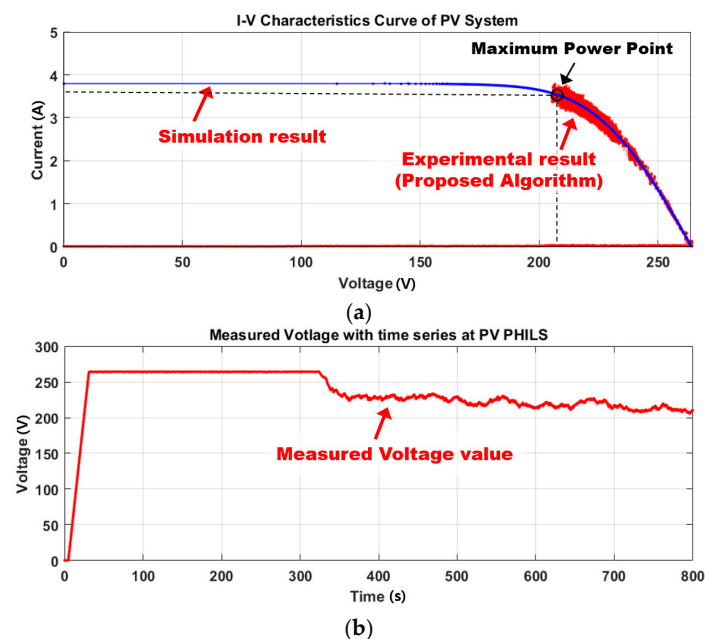 I-V Characteristics Curve of PV System
5
4
3
2
1
0
Current (A)
Maximum Power Point
Simulation result
Experimental result
(Proposed Algorithm)
0 50 100 150 200 250
Voltage (V)
(a)
Measured Votlage with time series at PV PHILS
300
250
200
150
100
50
0
Voltage (V)
Measured Voltage value
0 100 200 300 400 500 600 700 800
Time (s)
(b)